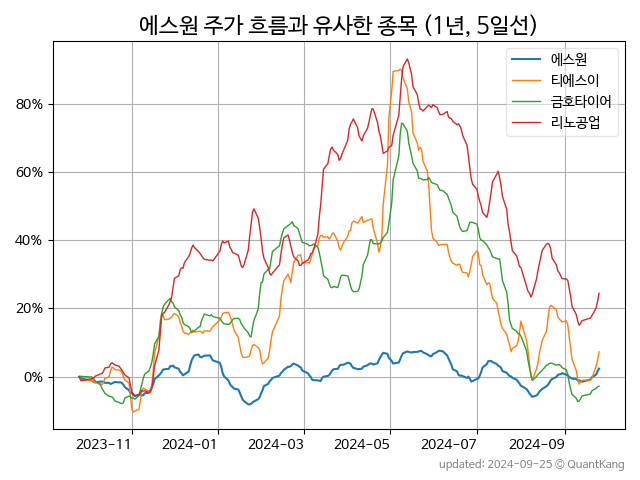 에스원 주가 흐름과 유사한 종목 (1년, 5일선)
에스원
티에스이
금호타이어
리노공업
80%
60%
40%
20%
0%
2023-11 2024-01 2024-03 2024-05 2024-07 2024-09
updated: 2024-09-25 © QuantKang